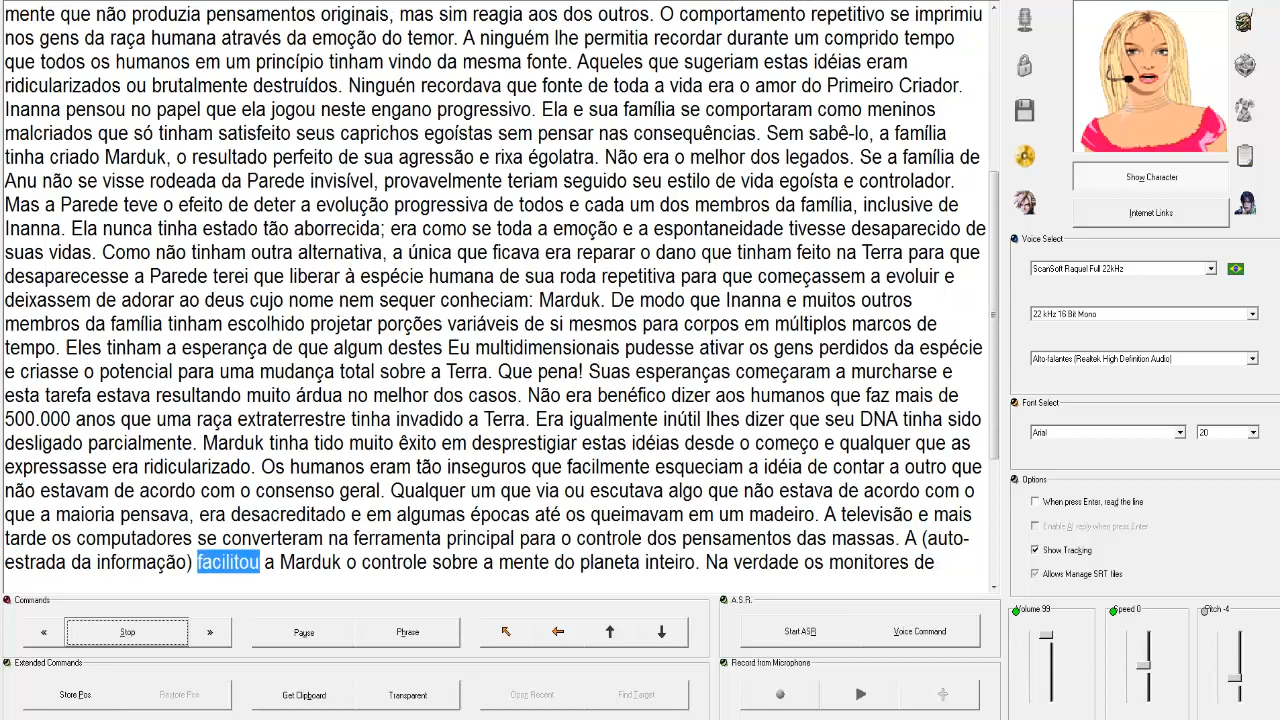 mente que não produzia pensamentos originais, mas sim reagia aos dos outros. O comportamento repetitivo se imprimiu
nos gens da raça humana através da emoção do temor. A ninguém lhe permitia recordar durante um comprido tempo
que todos os humanos em um princípio tinham vindo da mesma fonte. Aqueles que sugeriam estas idéias eram
ridicularizados ou brutalmente destruídos. Ninguén recordava que fonte de toda a vida era o amor do Primeiro Criador.
Inanna pensou no papel que ela jogou neste engano progressivo. Ela e sua família se comportaram como meninos
malcriados que só tinham satisfeito seus caprichos egoístas sem pensar nas consequências. Sem sabê-lo, a família
tinha criado Marduk, o resultado perfeito de sua agressão e rixa égolatra. Não era o melhor dos legados. Se a família de
Anu não se visse rodeada da Parede invisível, provavelmente teriam seguido seu estilo de vida egoísta e controlador.
Mas a Parede teve o efeito de deter a evolução progressiva de todos e cada um dos membros da família, inclusive de
Inanna. Ela nunca tinha estado tão aborrecida; era como se toda a emoção e a espontaneidade tivesse desaparecido de
suas vidas. Como não tinham outra alternativa, a única que ficava era reparar o dano que tinham feito na Terra para que
desaparecesse a Parede terei que liberar à espécie humana de sua roda repetitiva para que começassem a evoluir e
deixassem de adorar ao deus cujo nome nem sequer conheciam: Marduk. De modo que Inanna e muitos outros
membros da família tinham escolhido projetar porções variáveis de si mesmos para corpos em múltiplos marcos de
tempo. Eles tinham a esperança de que algum destes Eu multidimensionais pudesse ativar os gens perdidos da espécie
e criasse o potencial para uma mudança total sobre a Terra. Que pena! Suas esperanças começaram a murcharse e
esta tarefa estava resultando muito árdua no melhor dos casos. Não era benéfico dizer aos humanos que faz mais de
500.000 anos que uma raça extraterrestre tinha invadido a Terra. Era igualmente inútil lhes dizer que seu DNA tinha sido
desligado parcialmente. Marduk tinha tido muito êxito em desprestigiar estas idéias desde o começo e qualquer que as
expressasse era ridicularizado. Os humanos eram tão inseguros que facilmente esqueciam a idéia de contar a outro que
não estavam de acordo com o consenso geral. Qualquer um que via ou escutava algo que não estava de acordo com o
que a maioria pensava, era desacreditado e em algumas épocas até os queimavam em um madeiro. A televisão e mais
tarde os computadores se converteram na ferramenta principal para o controle dos pensamentos das massas. A (auto-
estrada da informação) facilitou a Marduk o controle sobre a mente do planeta inteiro. Na verdade os monitores de
Show Character
Internet Links
Voice Select
ScanSoft Raquel Full 22kHz
22 kHz 16 Bit Mono
Alto-falantes (Realtek High Definition Audio)
Font Select
Arial 20
Options
When press Enter, read the line
Enable AI reply when press Enter
Show Tracking
Allows Manage SRT files
Volume 99 Speed 0 Pitch -4
Commands
« Stop » Pause Phrase
A.S.R.
Start ASR Voice Command
Extended Commands
Store Pos Restore Pos Get Clipboard Transparent Open Recent Find Target
Record from Microphone